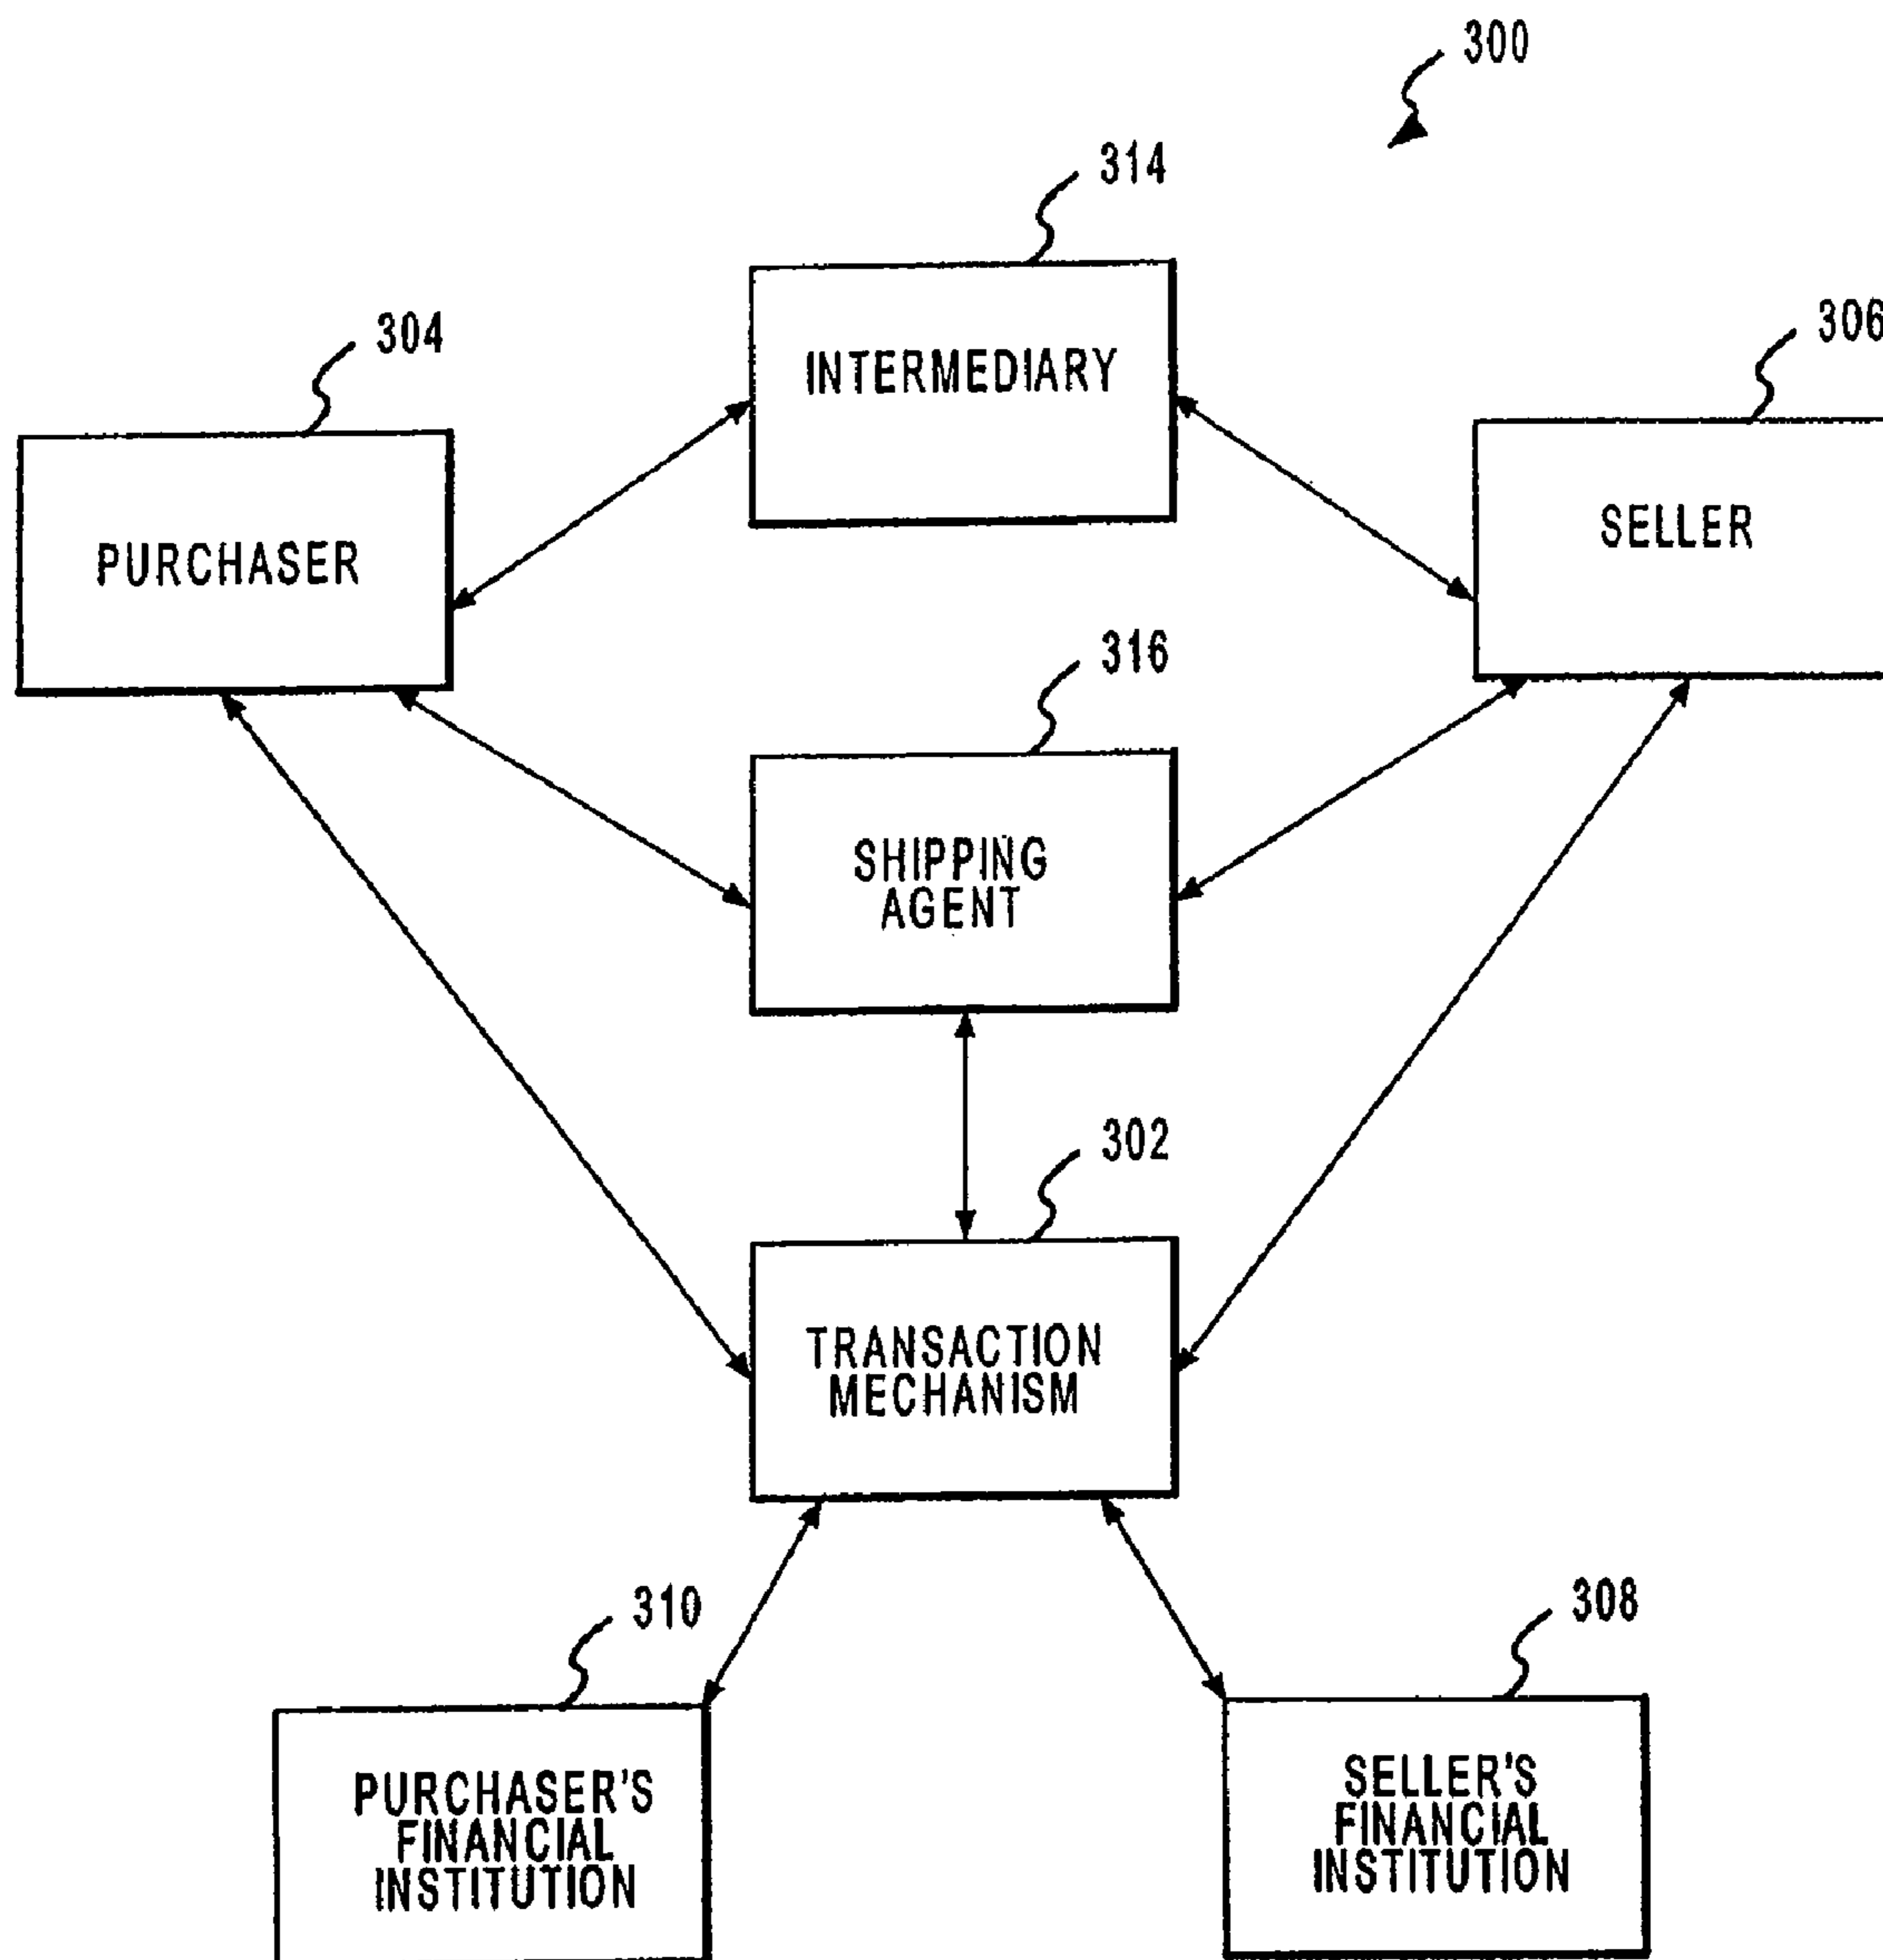 300
314
304
306
INTERMEDIARY
PURCHASER
SELLER
316
SHIPPING
AGENT
302
TRANSACTION
MECHANISM
310
308
PURCHASER'S
FINANCIAL
INSTITUTION
SELLER'S
FINANCIAL
INSTITUTION